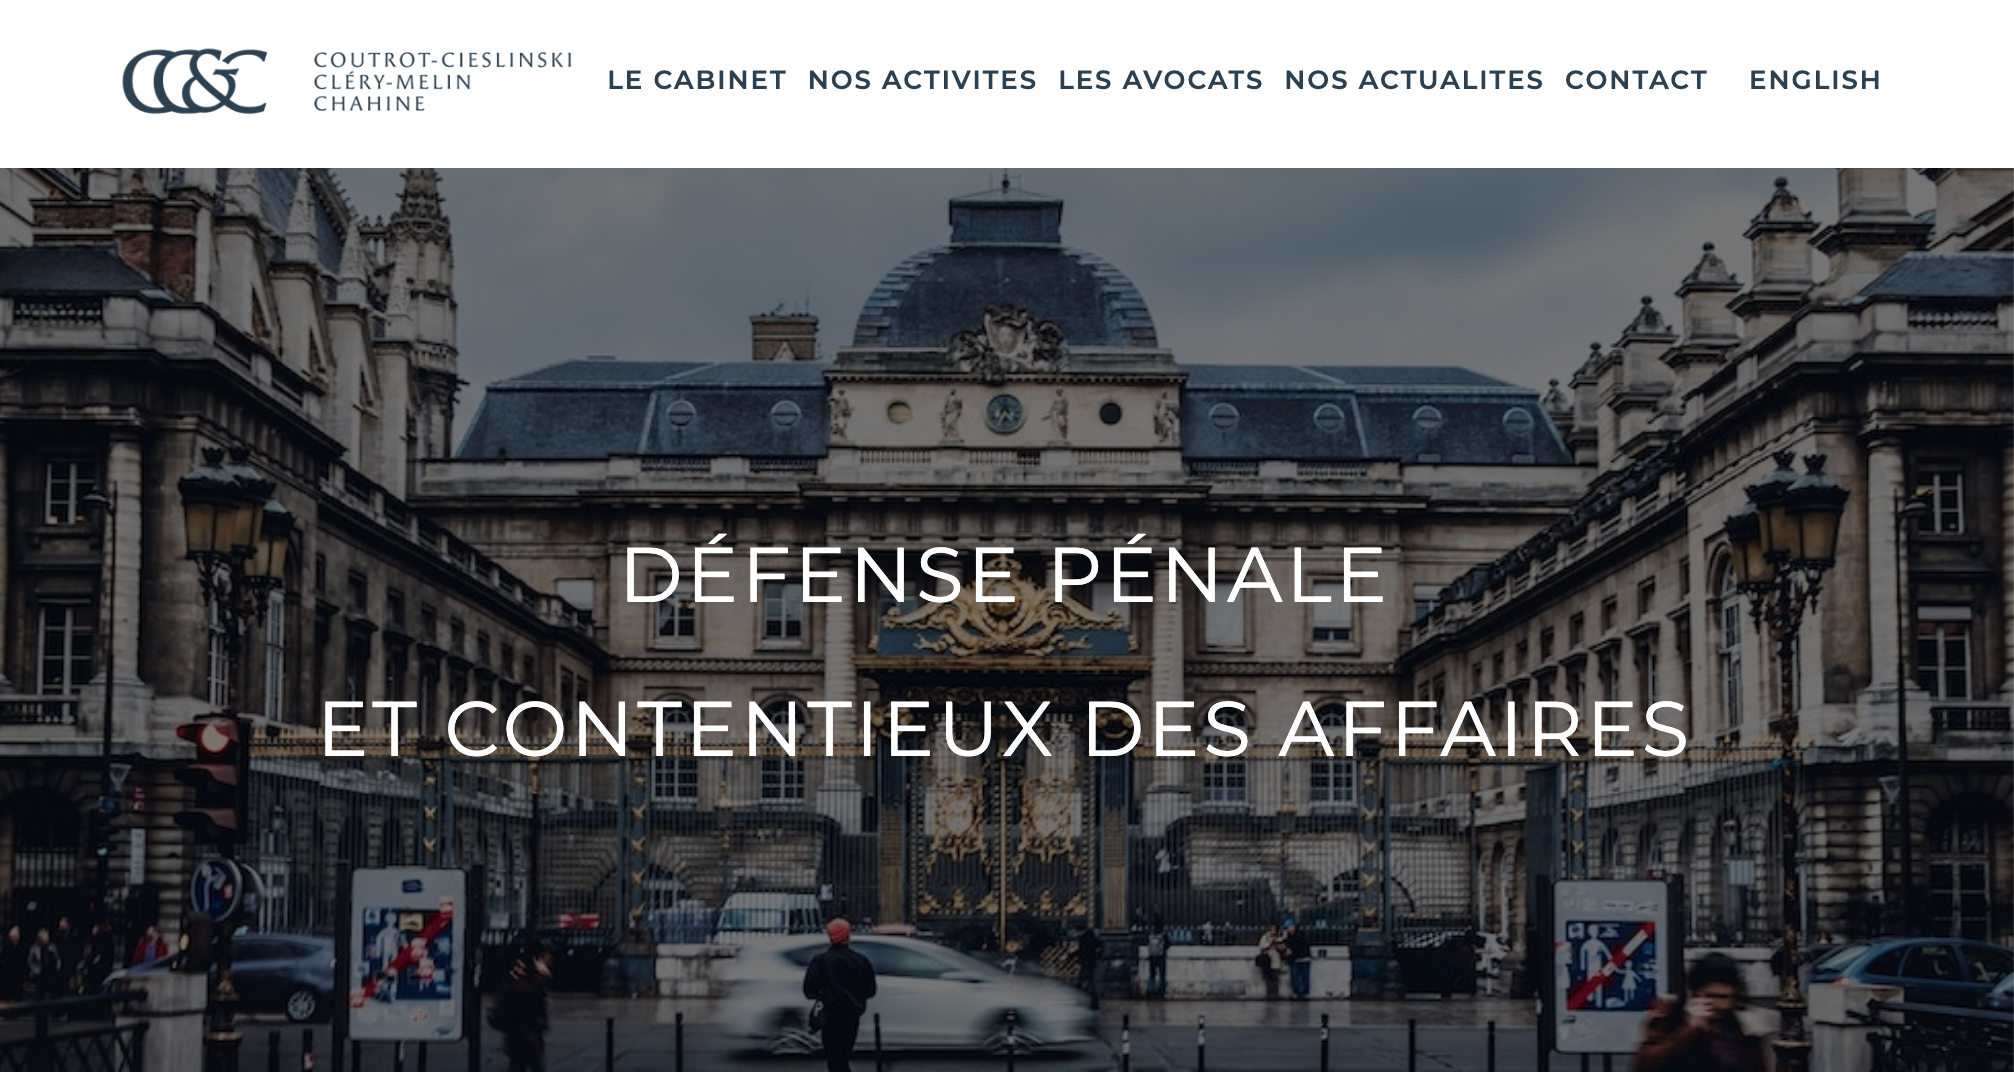 CC&C
COUTROT-CIESLINSKI
CLÉRY-MELIN
CHAHINE
LE CABINET NOS ACTIVITES LES AVOCATS NOS ACTUALITES CONTACT ENGLISH
DÉFENSE PÉNALE
ET CONTENTIEUX DES AFFAIRES